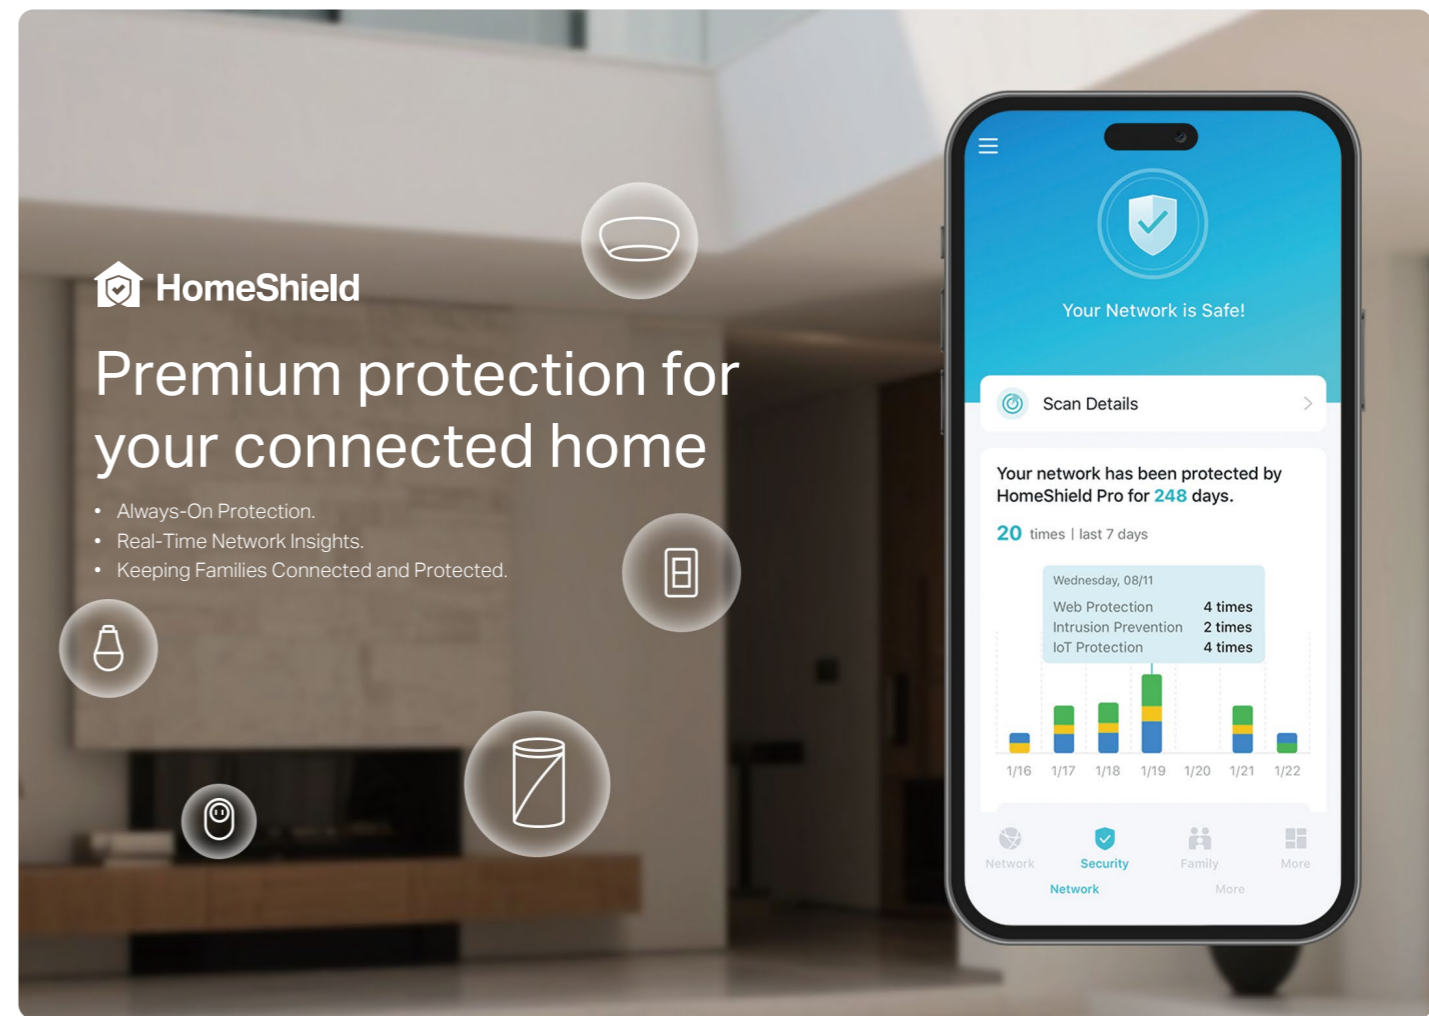 HomeShield
Premium protection for
your connected home
• Always-On Protection.
• Real-Time Network Insights.
• Keeping Families Connected and Protected.
Your Network is Safe!
Scan Details
Your network has been protected by
HomeShield Pro for 248 days.
20 times | last 7 days
Wednesday, 08/11
Web Protection 4 times
Intrusion Prevention 2 times
IoT Protection 4 times
1/16 1/17 1/18 1/19 1/20 1/21 1/22
Network Security Family More
Network More